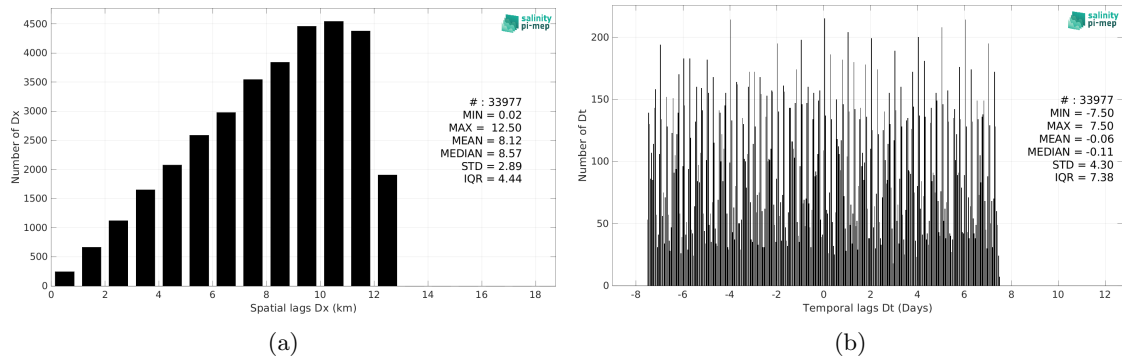 4500
4000
3500
3000
2500
2000
1500
1000
500
0
Number of Dx
0 2 4 6 8 10 12 14 16 18
Spatial lags Dx (km)
salinity
pi-mep
# : 33977
MIN = 0.02
MAX = 12.50
MEAN = 8.12
MEDIAN = 8.57
STD = 2.89
IQR = 4.44
(a)
200
150
100
50
0
Number of Dt
-8 -6 -4 -2 0 2 4 6 8 10 12
Temporal lags Dt (Days)
salinity
pi-mep
# : 33977
MIN = -7.50
MAX = 7.50
MEAN = -0.06
MEDIAN = -0.11
STD = 4.30
IQR = 7.38
(b)